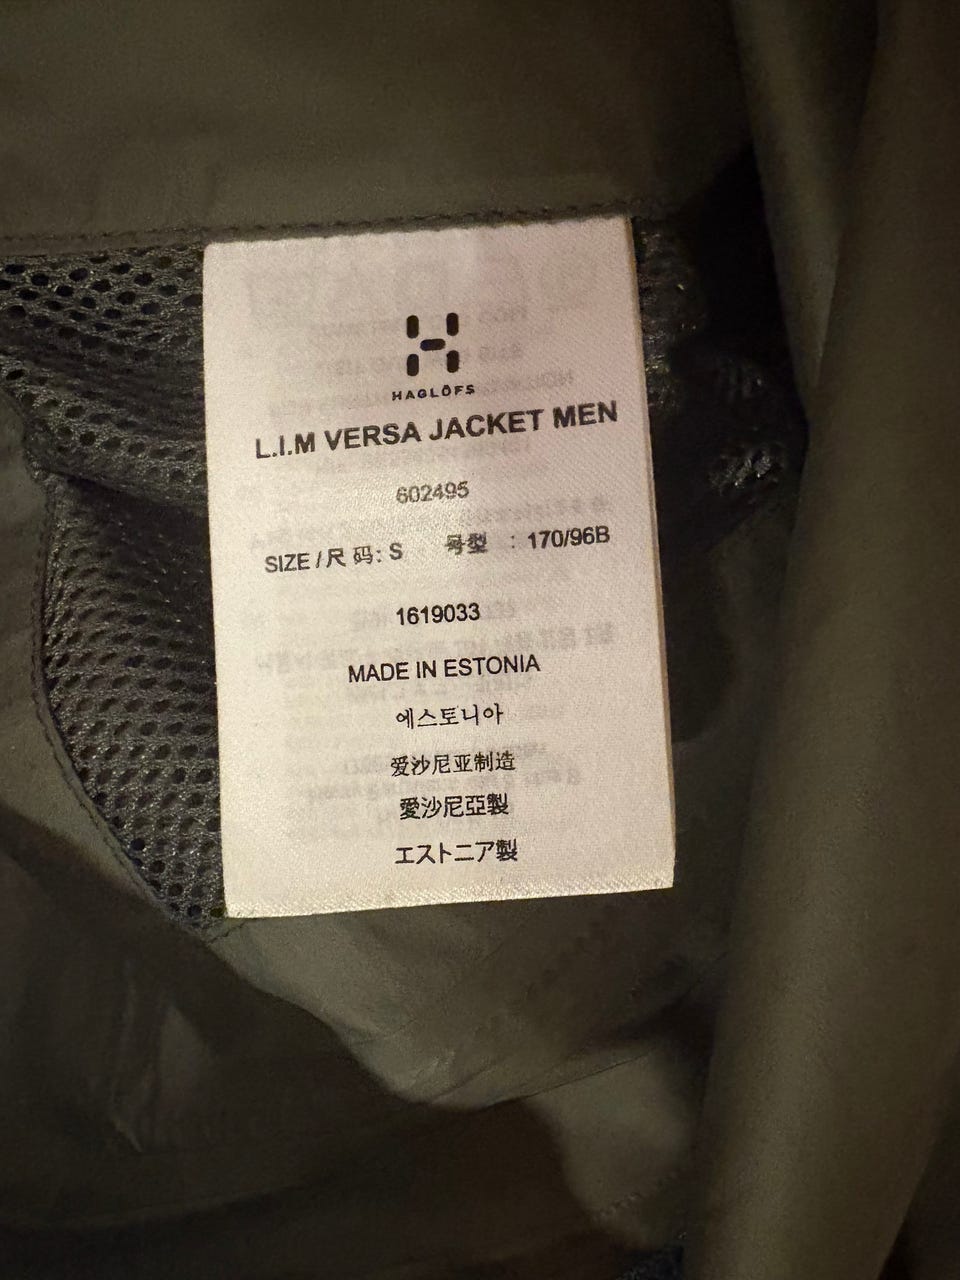 HAGLÖFS
L.I.M VERSA JACKET MEN
602495
SIZE / 尺 码: S 号型 : 170/96B
1619033
MADE IN ESTONIA
에스토니아
爱沙尼亚制造
愛沙尼亞製
エストニア製